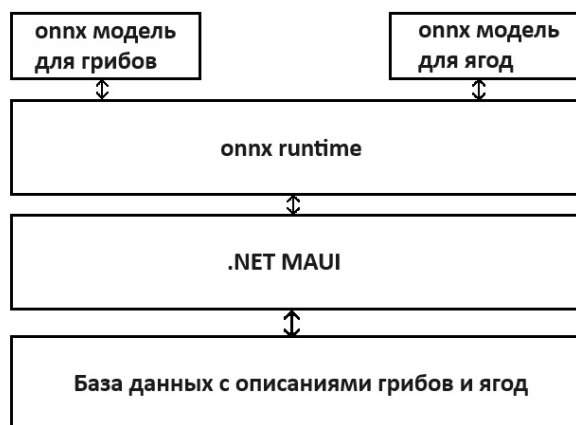 onnx модель
для грибов
onnx модель
для ягод
onnx runtime
.NET MAUI
База данных с описаниями грибов и ягод